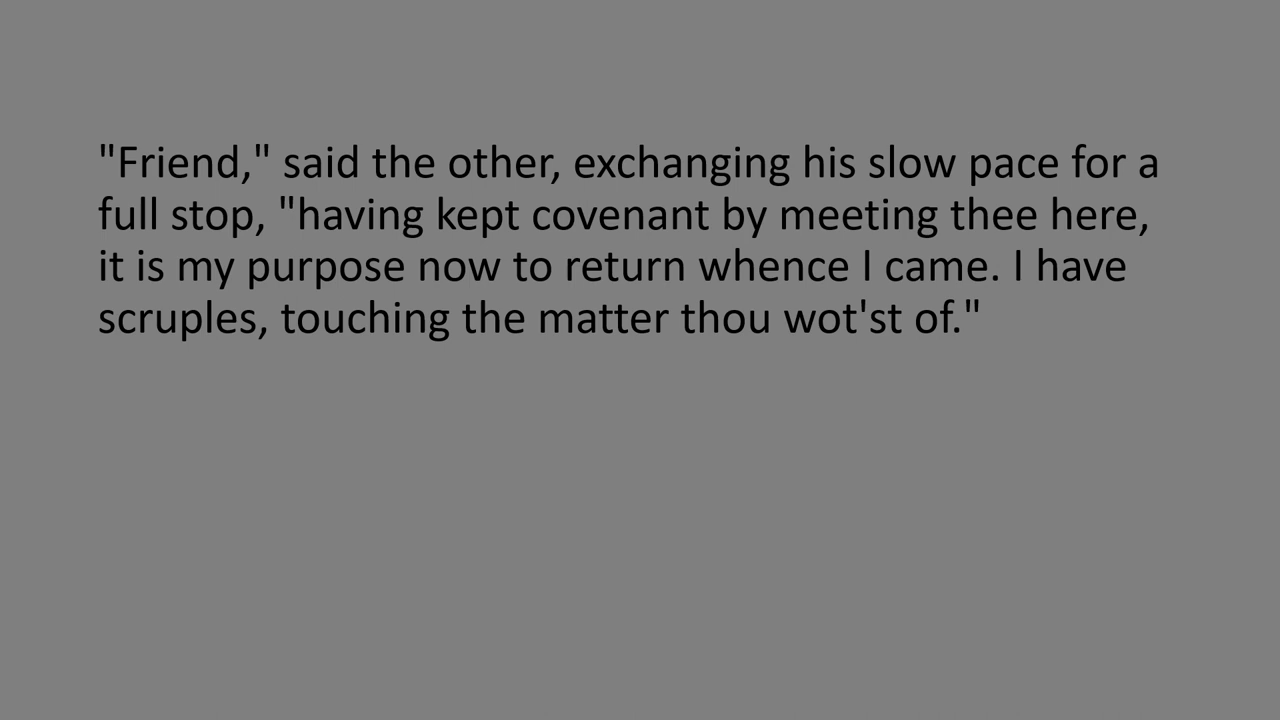 "Friend," said the other, exchanging his slow pace for a
full stop, "having kept covenant by meeting thee here,
it is my purpose now to return whence I came. I have
scruples, touching the matter thou wot'st of."